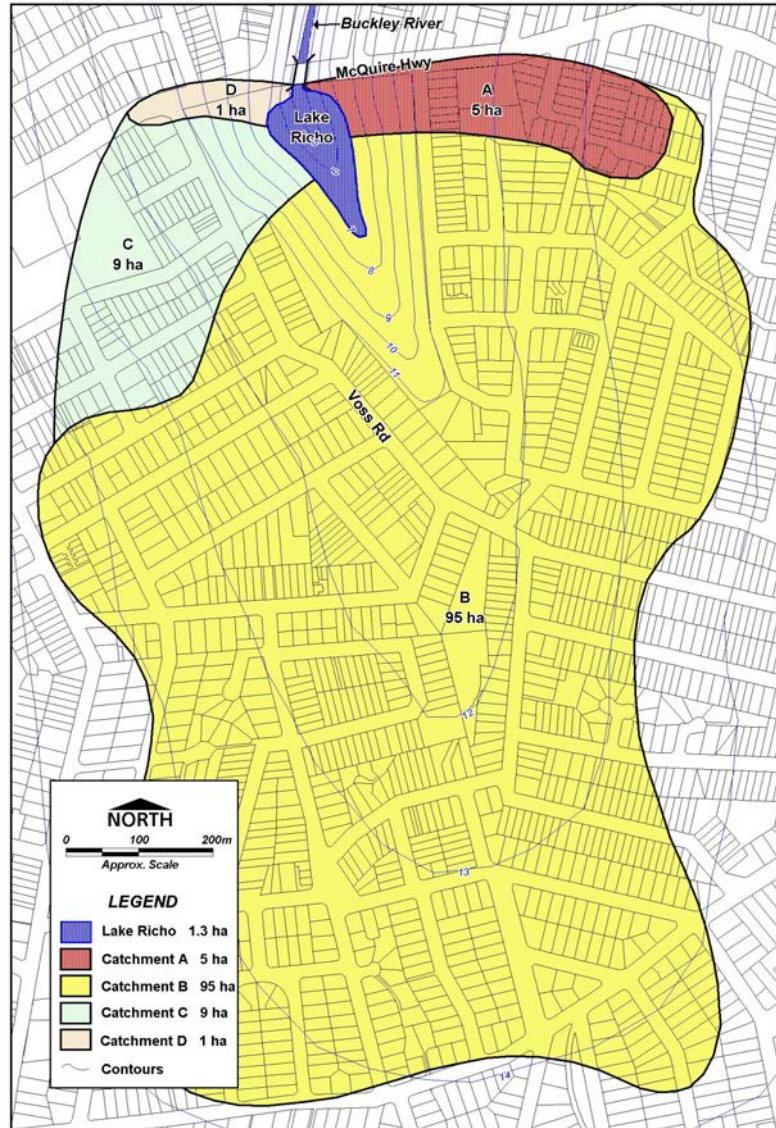 Buckley River
McQuire Hwy
D
1 ha
A
5 ha
Lake
Richo
C
9 ha
8
9
10
11
Voss Rd
B
95 ha
12
13
14
NORTH
0 100 200m
Approx. Scale
LEGEND
Lake Richo 1.3 ha
Catchment A 5 ha
Catchment B 95 ha
Catchment C 9 ha
Catchment D 1 ha
Contours